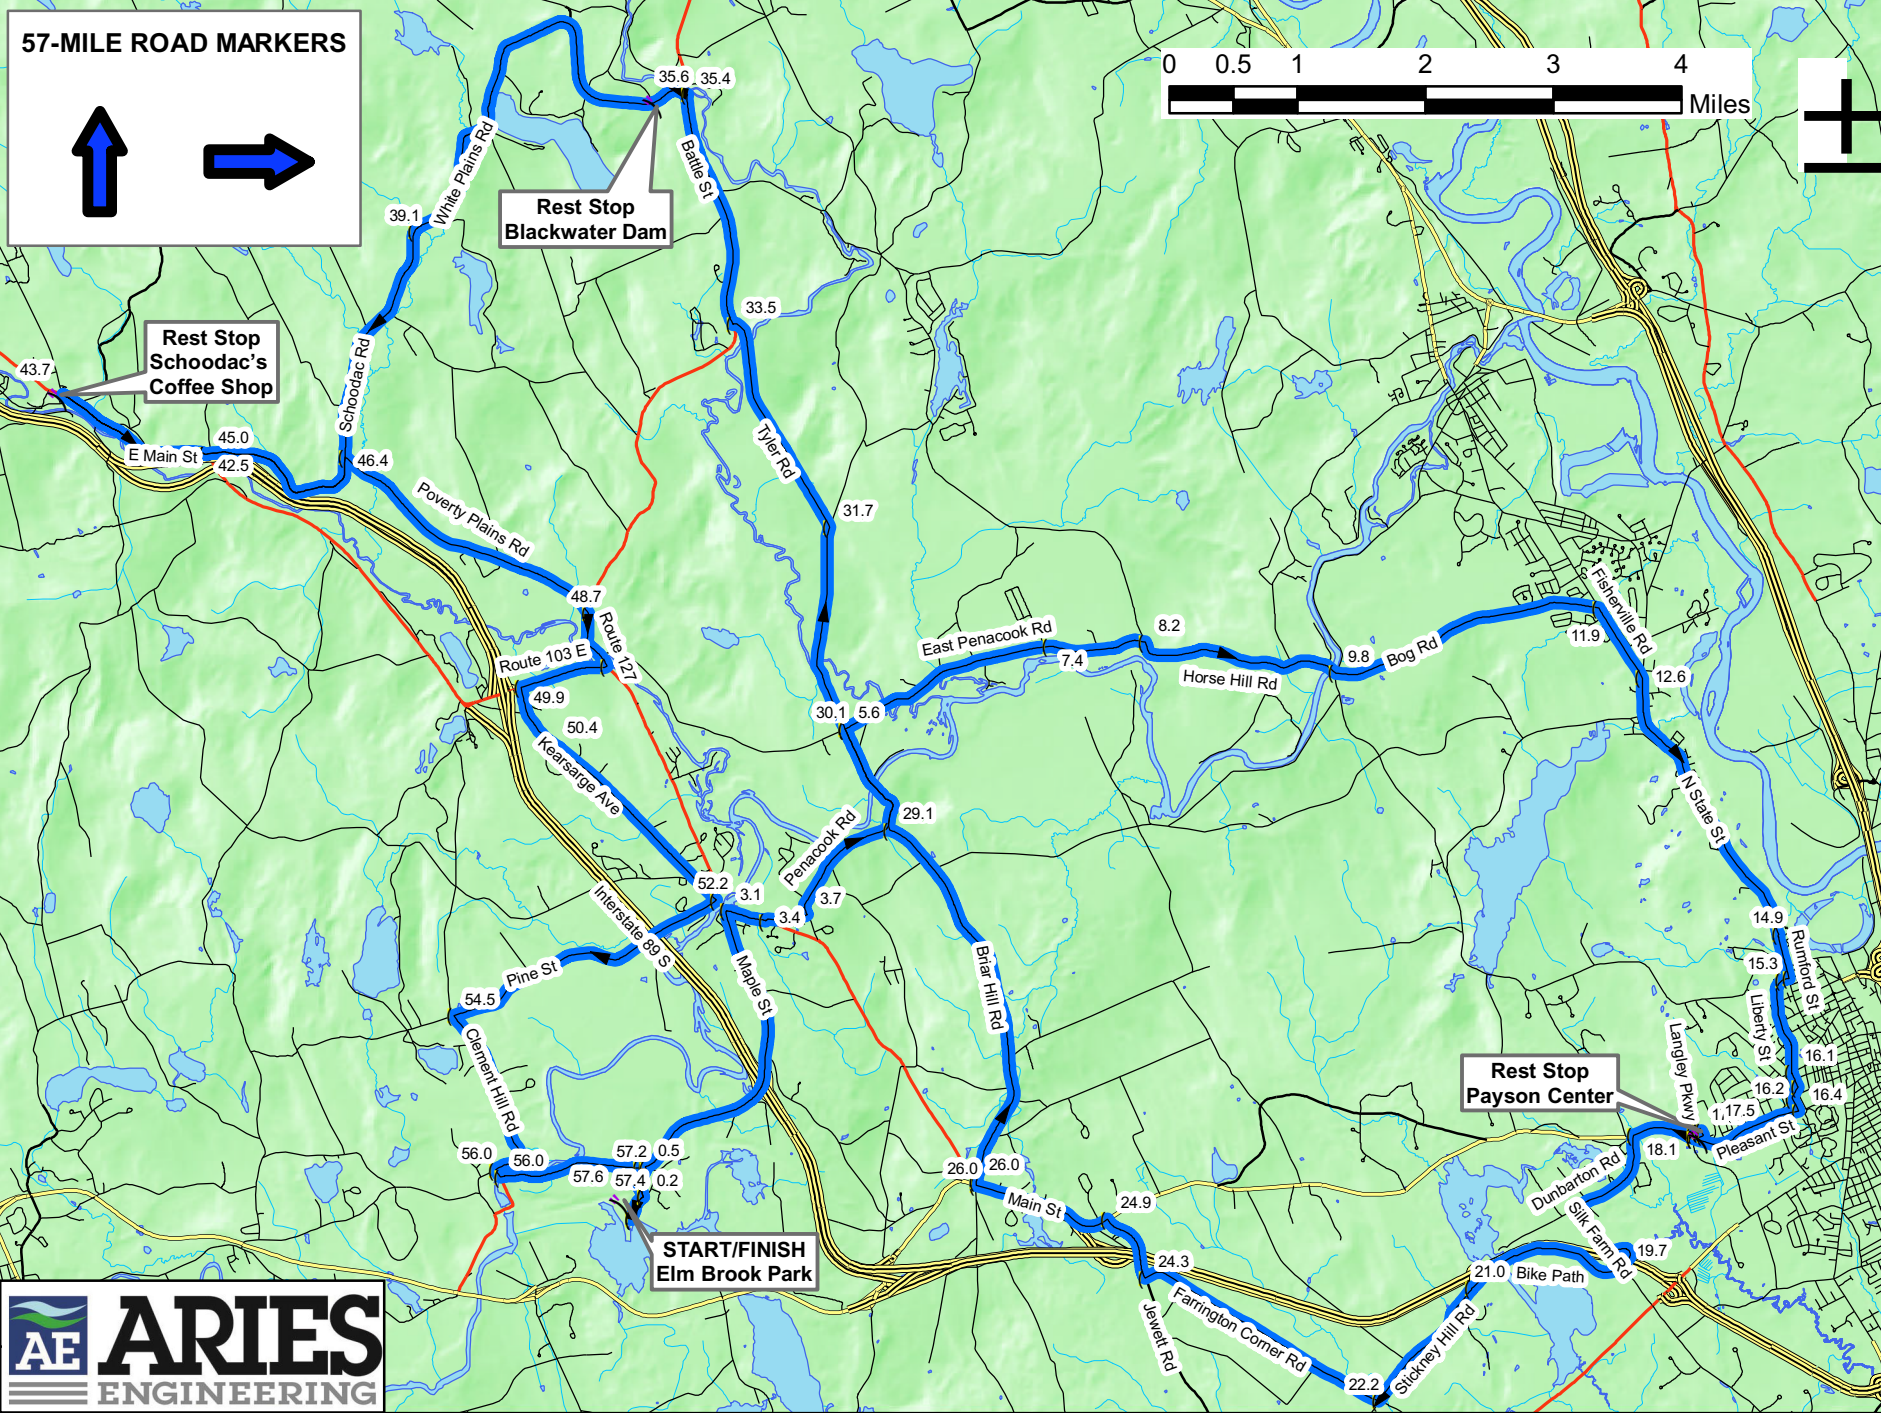 57-MILE ROAD MARKERS
0 0.5 1 2 3 4
Miles
35.6 35.4
White Plains Rd
Battle St
Rest Stop
Blackwater Dam
39.1
33.5
Rest Stop
Schoodac's
Coffee Shop
43.7
Schoodac Rd
45.0
E Main St
42.5
46.4
Poverty Plains Rd
Tyler Rd
31.7
48.7
Route 127
Route 103 E
49.9
50.4
Kearsarge Ave
East Penacook Rd
7.4
8.2
Horse Hill Rd
9.8
Bog Rd
11.9
Fisherville Rd
12.6
30.1 5.6
N State St
29.1
Penacook Rd
52.2
3.1
3.4
3.7
Interstate 89 S
Pine St
54.5
Maple St
Briar Hill Rd
14.9
Rumford St
15.3
Liberty St
Langley Pkwy
16.1
16.2
16.4
Rest Stop
Payson Center
17.5
Pleasant St
18.1
Dunbarton Rd
Silk Farm Rd
19.7
Clement Hill Rd
56.0
56.0
57.2 0.5
57.6 57.4 0.2
START/FINISH
Elm Brook Park
26.0 26.0
Main St
24.9
24.3
21.0 Bike Path
Jewett Rd
Farrington Corner Rd
Stickney Hill Rd
22.2
AE ARIES
ENGINEERING